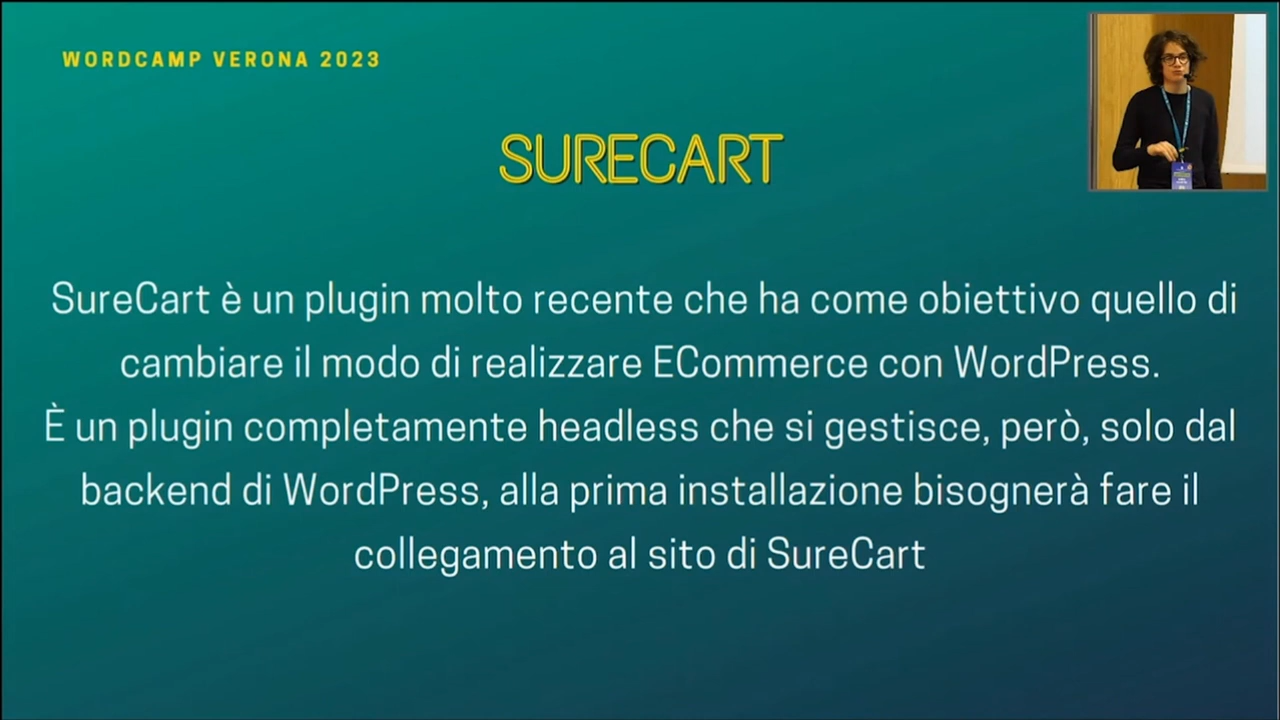 WORDCAMP VERONA 2023
SURECART
SureCart è un plugin molto recente che ha come obiettivo quello di
cambiare il modo di realizzare ECommerce con WordPress.
È un plugin completamente headless che si gestisce, però, solo dal
backend di WordPress, alla prima installazione bisognerà fare il
collegamento al sito di SureCart